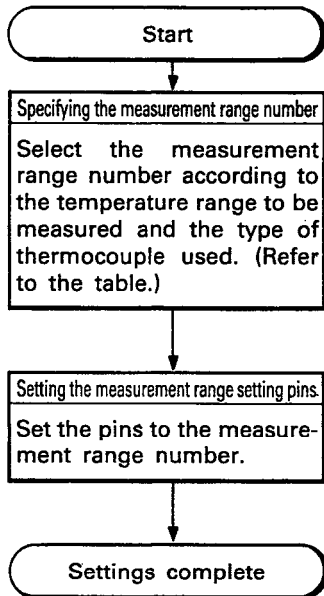 Start
Specifying the measurement range number
Select the measurement
range number according to
the temperature range to be
measured and the type of
thermocouple used. (Refer
to the table.)
Setting the measurement range setting pins.
Set the pins to the measure-
ment range number.
Settings complete